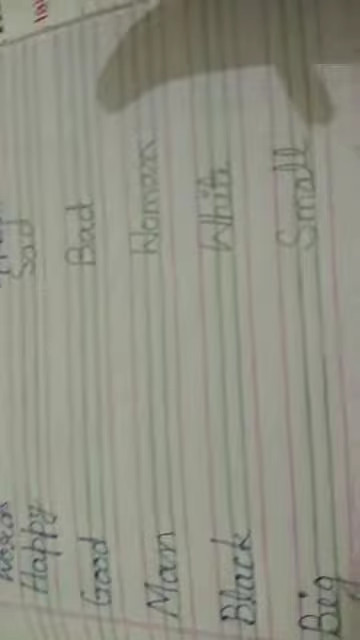 Happy Sad
Good Bad
Man Woman
Black White
Big Small